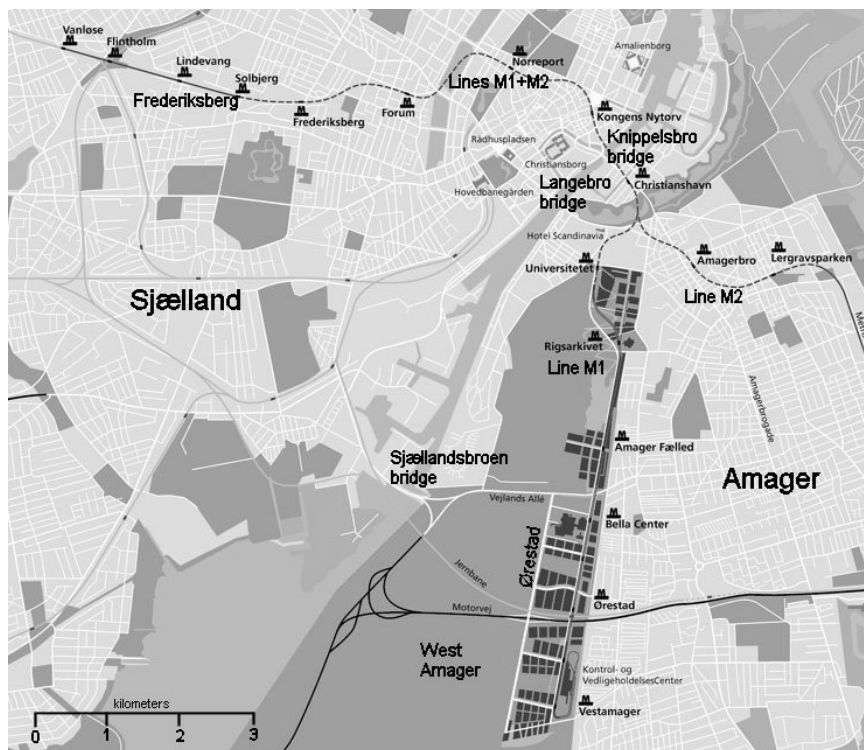 Vanløse
Flintholm
Lindevang
Solbjerg
Frederiksberg
Frederiksberg
Forum
Nørreport
Lines M1+M2
Amalienborg
Kongens Nytorv
Rådhuspladsen
Knippelsbro
bridge
Christiansborg
Langebro
bridge
Hovedbanegården
Christianshavn
Hotel Scandinavia
Universitetet
Amagerbro
Lergravsparken
Sjælland
Line M2
Rigsarkivet
Line M1
Amagerbrogade
Amager Fælled
Sjællandsbroen
bridge
Amager
Vejlands Allé
Bella Center
Ørestad
Jernbane
Ørestad
Motorvej
West
Amager
Kontrol- og
VedligeholdelsesCenter
Vestamager
kilometers
0 1 2 3